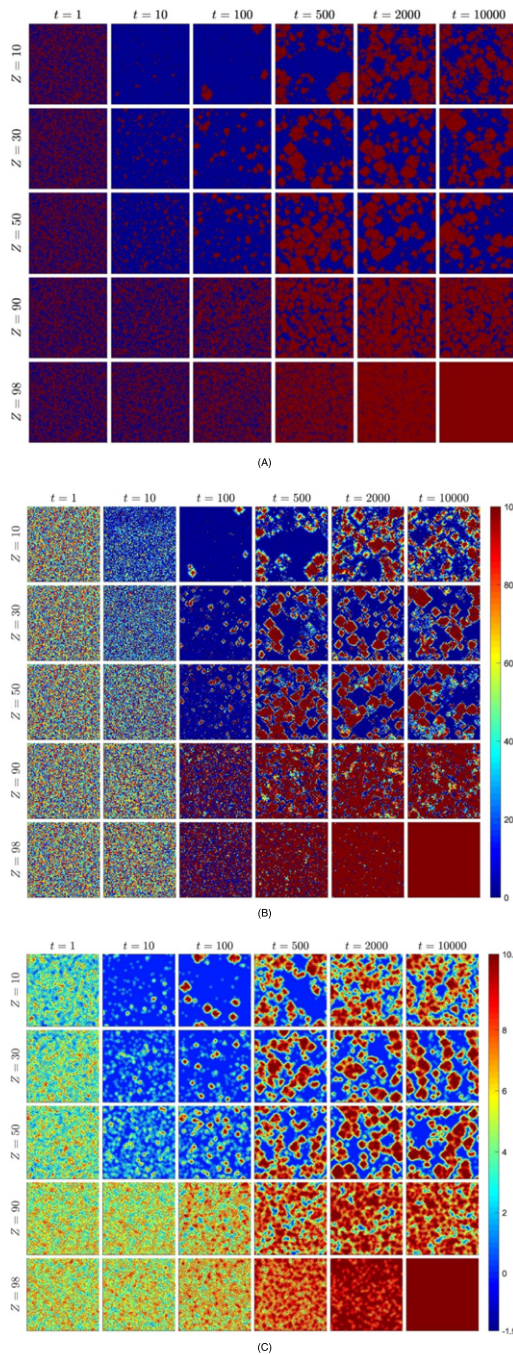 t = 1 t = 10 t = 100 t = 500 t = 2000 t = 10000
Z = 10
Z = 30
Z = 50
Z = 90
Z = 98
(A)
t = 1 t = 10 t = 100 t = 500 t = 2000 t = 10000
Z = 10
Z = 30
Z = 50
Z = 90
Z = 98
80
60
40
20
0
(B)
t = 1 t = 10 t = 100 t = 500 t = 2000 t = 10000
Z = 10
Z = 30
Z = 50
Z = 90
Z = 98
8
6
4
2
0
(C)